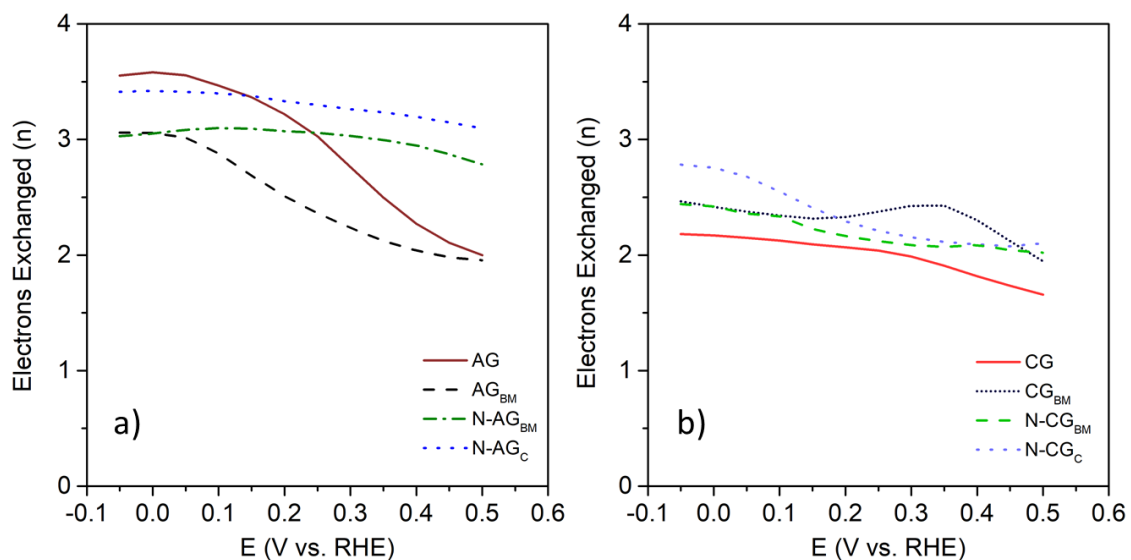 4
3
2
1
0
Electrons Exchanged (n)
a)
AG
AG_BM
N-AG_BM
N-AG_C
-0.1 0.0 0.1 0.2 0.3 0.4 0.5 0.6
E (V vs. RHE)
4
3
2
1
0
Electrons Exchanged (n)
b)
CG
CG_BM
N-CG_BM
N-CG_C
-0.1 0.0 0.1 0.2 0.3 0.4 0.5 0.6
E (V vs. RHE)